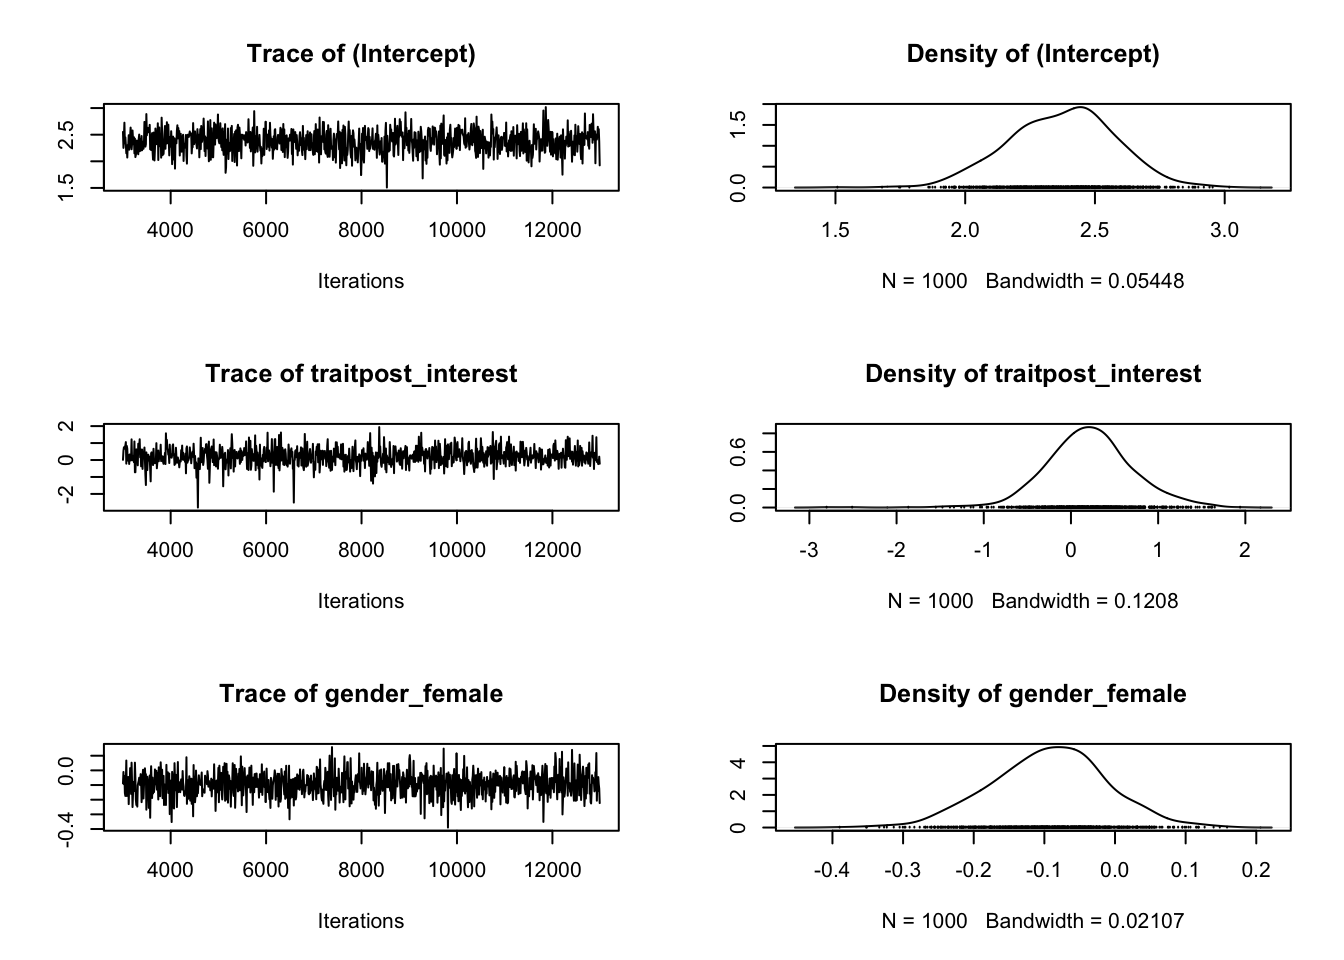 Trace of (Intercept)
2.5
1.5
4000 6000 8000 10000 12000
Iterations
Density of (Intercept)
1.5
0.0
1.5 2.0 2.5 3.0
N = 1000 Bandwidth = 0.05448
Trace of traitpost_interest
2
0
-2
4000 6000 8000 10000 12000
Iterations
Density of traitpost_interest
0.6
0.0
-3 -2 -1 0 1 2
N = 1000 Bandwidth = 0.1208
Trace of gender_female
0.0
-0.4
4000 6000 8000 10000 12000
Iterations
Density of gender_female
4
2
0
-0.4 -0.3 -0.2 -0.1 0.0 0.1 0.2
N = 1000 Bandwidth = 0.02107